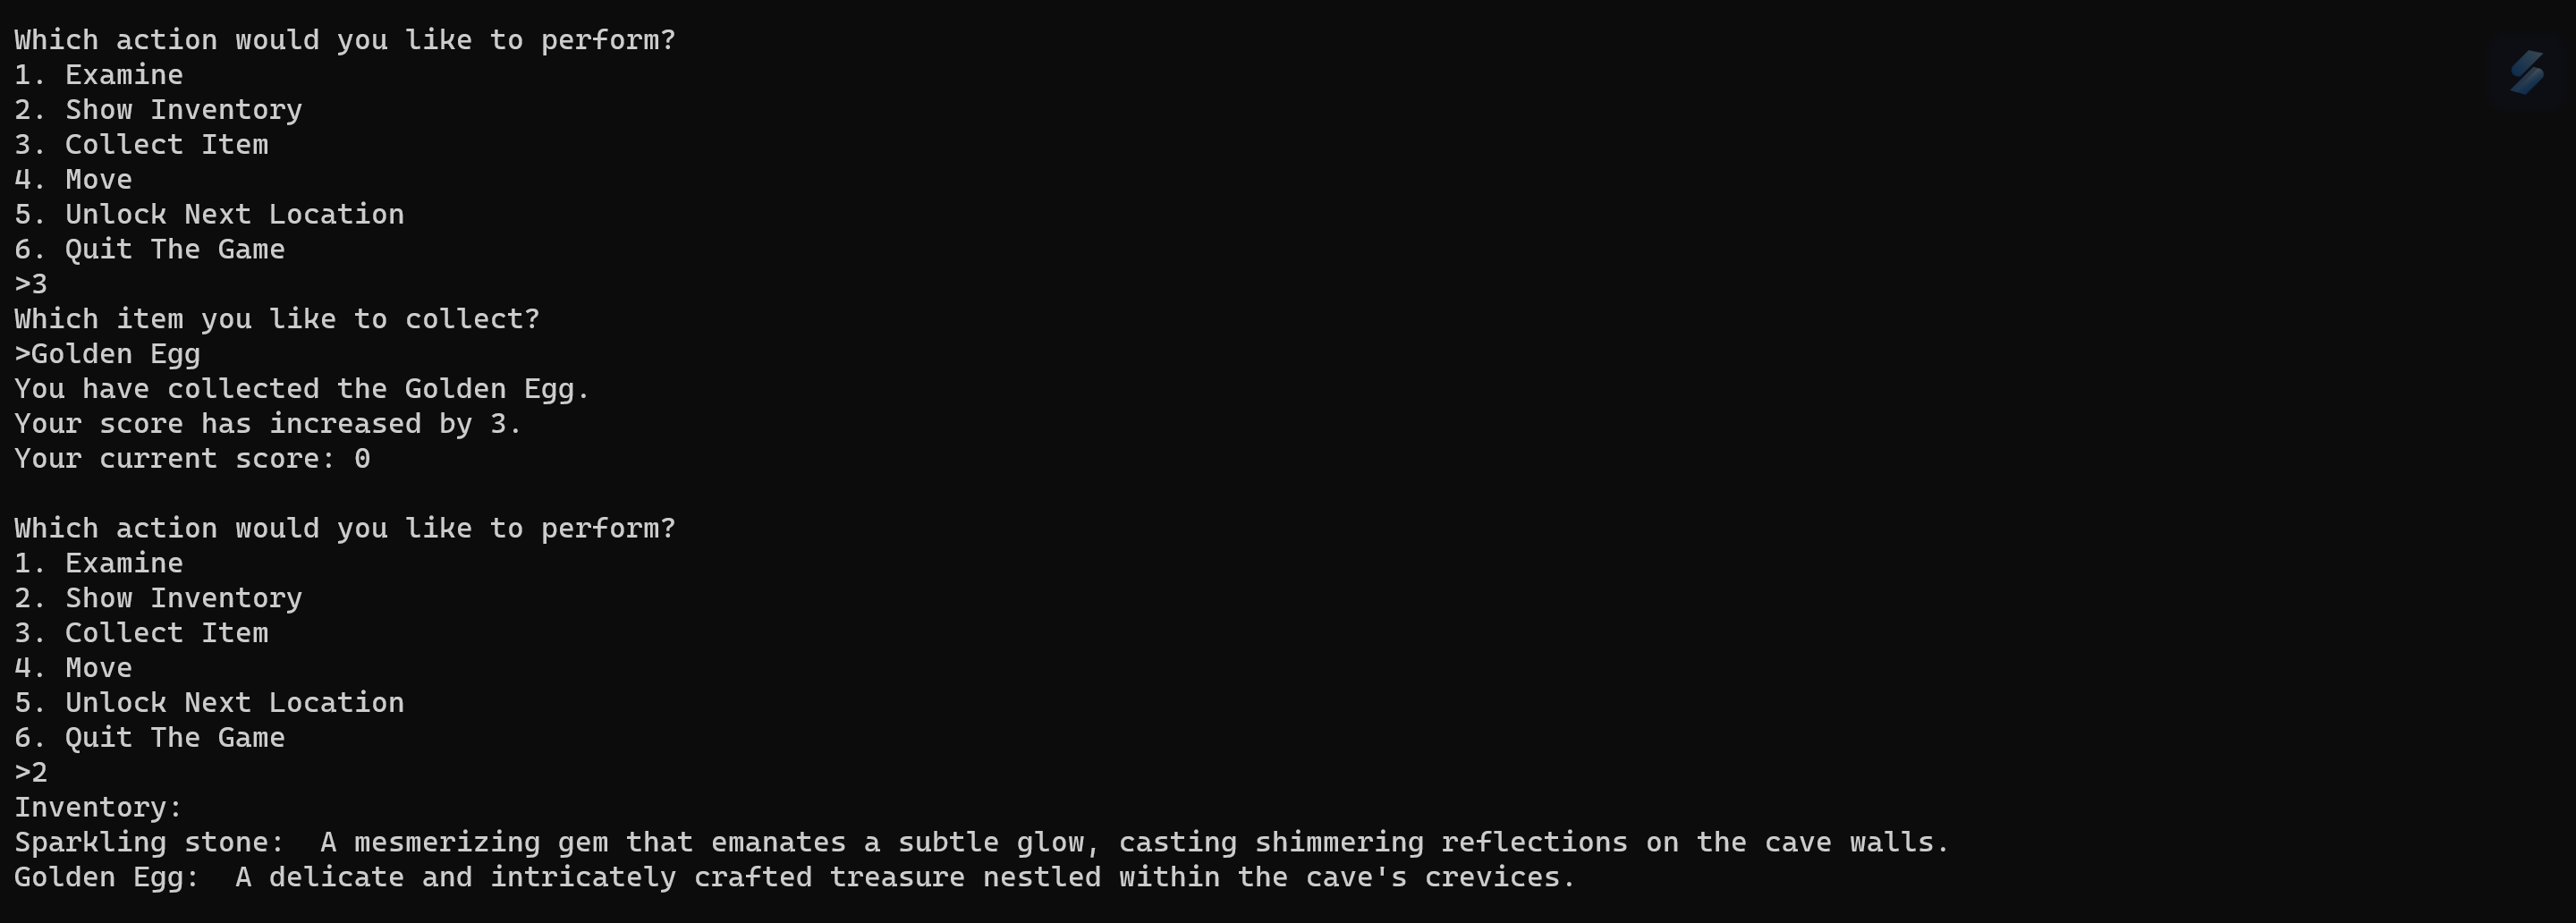 Which action would you like to perform?
1. Examine
2. Show Inventory
3. Collect Item
4. Move
5. Unlock Next Location
6. Quit The Game
>3
Which item you like to collect?
>Golden Egg
You have collected the Golden Egg.
Your score has increased by 3.
Your current score: 0
Which action would you like to perform?
1. Examine
2. Show Inventory
3. Collect Item
4. Move
5. Unlock Next Location
6. Quit The Game
>2
Inventory:
Sparkling stone:  A mesmerizing gem that emanates a subtle glow, casting shimmering reflections on the cave walls.
Golden Egg:  A delicate and intricately crafted treasure nestled within the cave's crevices.